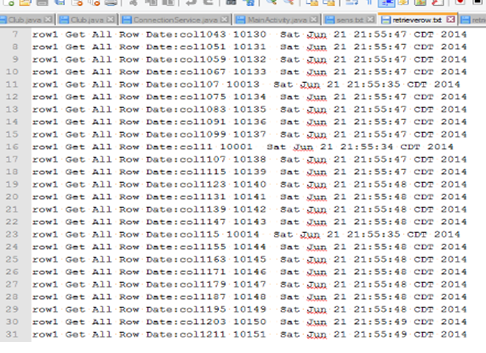 Club.java Club.java ConnectionService.java MainActivity.java sens.txt retrieverow.txt
7 row1 Get All Row Date:col1043 10130 Sat Jun 21 21:55:47 CDT 2014
8 row1 Get All Row Date:col1051 10131 Sat Jun 21 21:55:47 CDT 2014
9 row1 Get All Row Date:col1059 10132 Sat Jun 21 21:55:47 CDT 2014
10 row1 Get All Row Date:col1067 10133 Sat Jun 21 21:55:47 CDT 2014
11 row1 Get All Row Date:col107 10013 Sat Jun 21 21:55:35 CDT 2014
12 row1 Get All Row Date:col1075 10134 Sat Jun 21 21:55:47 CDT 2014
13 row1 Get All Row Date:col1083 10135 Sat Jun 21 21:55:47 CDT 2014
14 row1 Get All Row Date:col1091 10136 Sat Jun 21 21:55:47 CDT 2014
15 row1 Get All Row Date:col1099 10137 Sat Jun 21 21:55:47 CDT 2014
16 row1 Get All Row Date:col11 10001 Sat Jun 21 21:55:34 CDT 2014
17 row1 Get All Row Date:col1107 10138 Sat Jun 21 21:55:47 CDT 2014
18 row1 Get All Row Date:col1115 10139 Sat Jun 21 21:55:47 CDT 2014
19 row1 Get All Row Date:col1123 10140 Sat Jun 21 21:55:48 CDT 2014
20 row1 Get All Row Date:col1131 10141 Sat Jun 21 21:55:48 CDT 2014
21 row1 Get All Row Date:col1139 10142 Sat Jun 21 21:55:48 CDT 2014
22 row1 Get All Row Date:col1147 10143 Sat Jun 21 21:55:48 CDT 2014
23 row1 Get All Row Date:col115 10014 Sat Jun 21 21:55:35 CDT 2014
24 row1 Get All Row Date:col1155 10144 Sat Jun 21 21:55:48 CDT 2014
25 row1 Get All Row Date:col1163 10145 Sat Jun 21 21:55:48 CDT 2014
26 row1 Get All Row Date:col1171 10146 Sat Jun 21 21:55:48 CDT 2014
27 row1 Get All Row Date:col1179 10147 Sat Jun 21 21:55:48 CDT 2014
28 row1 Get All Row Date:col1187 10148 Sat Jun 21 21:55:48 CDT 2014
29 row1 Get All Row Date:col1195 10149 Sat Jun 21 21:55:48 CDT 2014
30 row1 Get All Row Date:col1203 10150 Sat Jun 21 21:55:49 CDT 2014
31 row1 Get All Row Date:col1211 10151 Sat Jun 21 21:55:49 CDT 2014